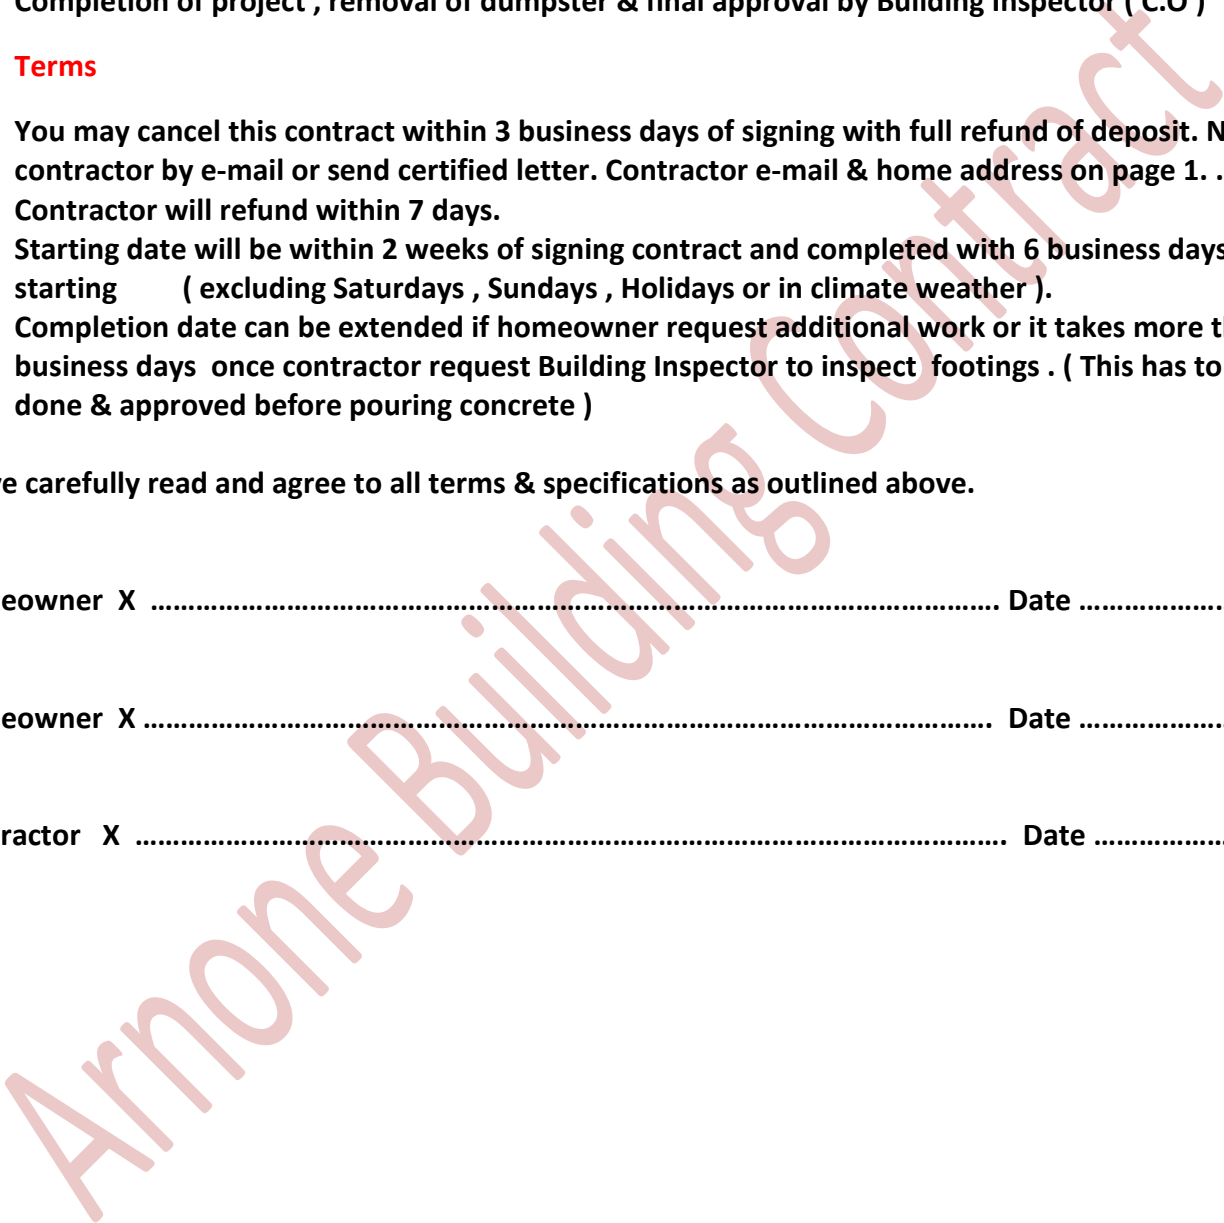 Completion of project , removal of dumpster & final approval by Building Inspector ( C.O )
Terms
You may cancel this contract within 3 business days of signing with full refund of deposit.
contractor by e-mail or send certified letter. Contractor e-mail & home address on page 1. .
Contractor will refund within 7 days.
Starting date will be within 2 weeks of signing contract and completed with 6 business days
starting ( excluding Saturdays , Sundays , Holidays or in climate weather ).
Completion date can be extended if homeowner request additional work or it takes more
business days once contractor request Building Inspector to inspect footings . ( This has to
done & approved before pouring concrete )
carefully read and agree to all terms & specifications as outlined above.
eowner X ........................................ Date ................
eowner X ........................................ Date ................
ractor X ........................................ Date ................
Arnone Building Contract